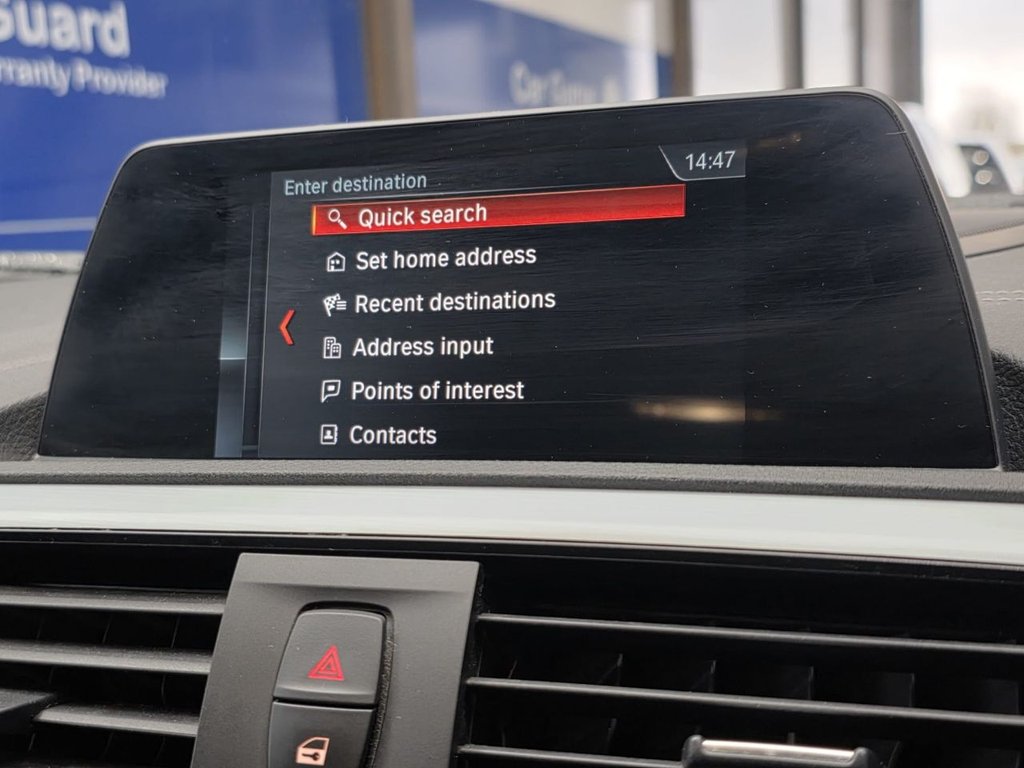 Guard
rranty Provider
Car
14:47
Enter destination
Quick search
Set home address
Recent destinations
Address input
Points of interest
Contacts